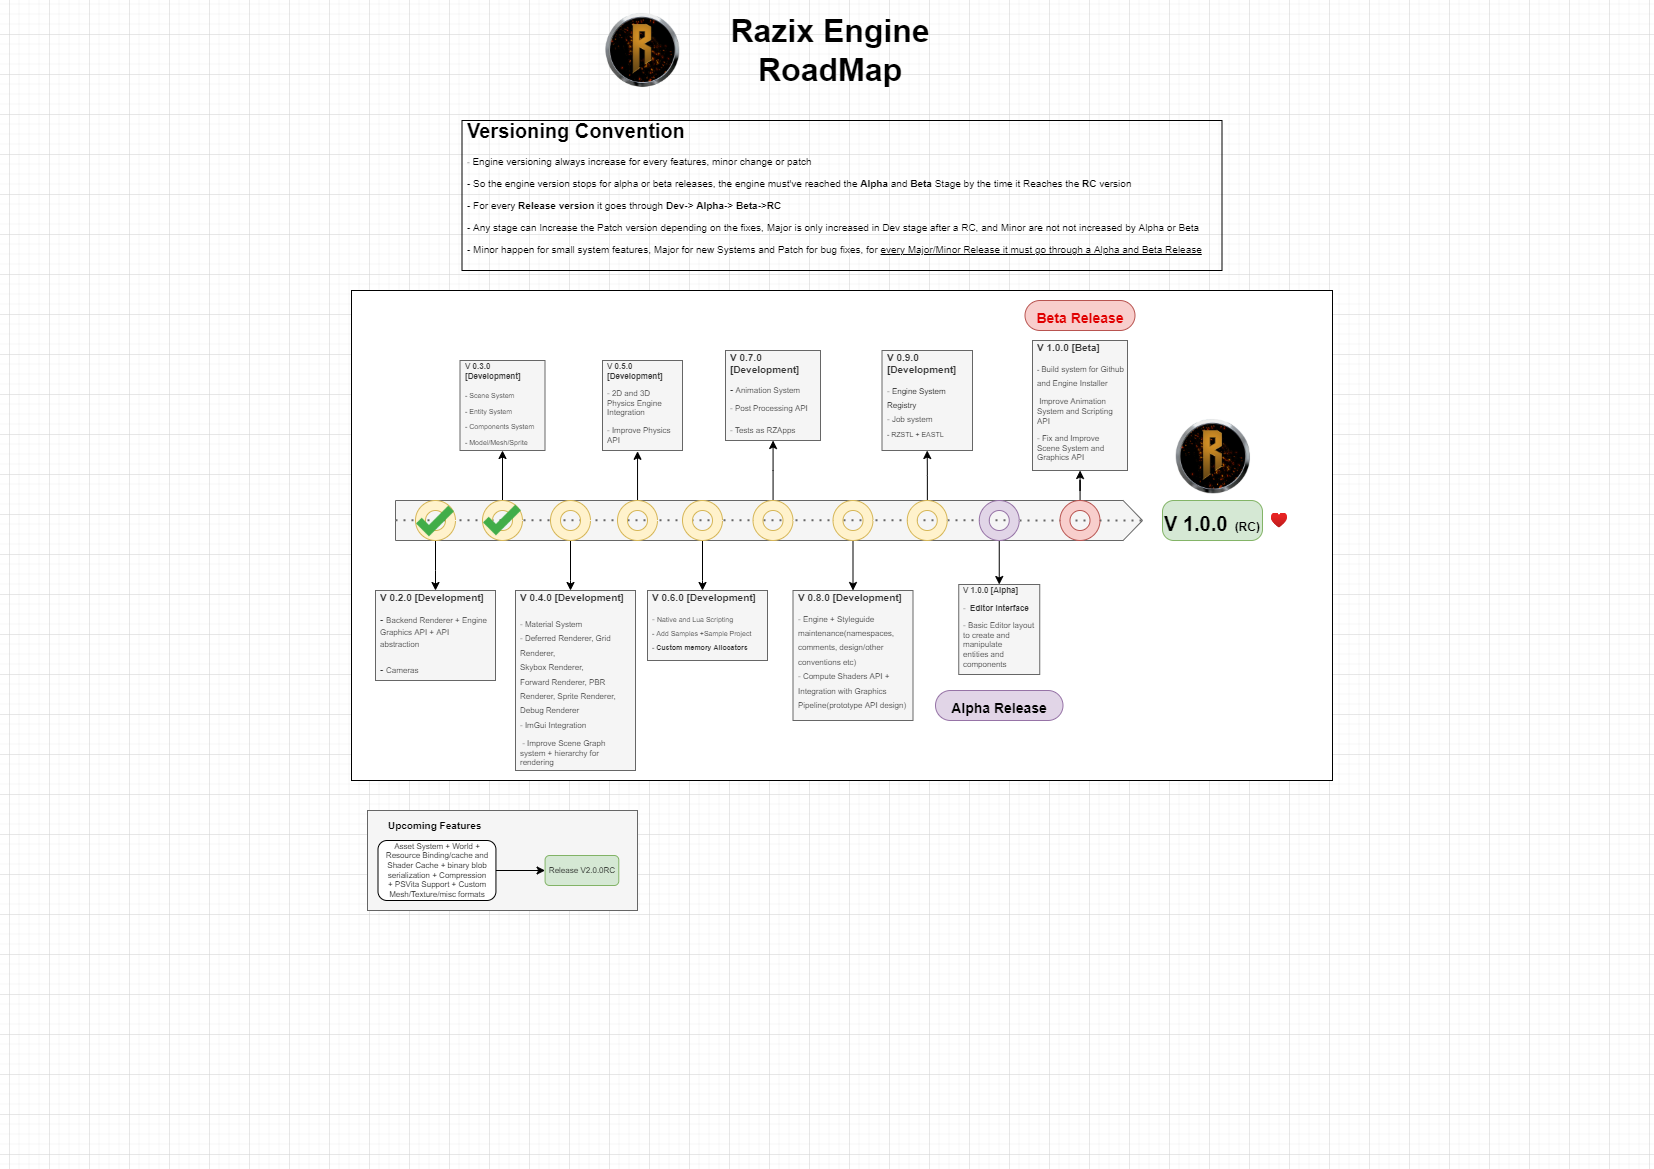 Razix Engine
RoadMap
Versioning Convention
- Engine versioning always increase for every features, minor change or patch
- So the engine version stops for alpha or beta releases, the engine must've reached the Alpha and Beta Stage by the time it Reaches the RC version
- For every Release version it goes through Dev-> Alpha-> Beta->RC
- Any stage can Increase the Patch version depending on the fixes, Major is only increased in Dev stage after a RC, and Minor are not not increased by Alpha or Beta
- Minor happen for small system features, Major for new Systems and Patch for bug fixes, for every Major/Minor Release it must go through a Alpha and Beta Release
V 0.3.0
[Development]
- Scene System
- Entity System
- Components System
- Model/Mesh/Sprite
V 0.5.0
[Development]
- 2D and 3D
Physics Engine
Integration
- Improve Physics
API
V 0.7.0
[Development]
- Animation System
- Post Processing API
- Tests as RZApps
V 0.9.0
[Development]
- Engine System
Registry
- Job system
- RZSTL + EASTL
Beta Release
V 1.0.0 [Beta]
- Build system for Github
and Engine Installer
Improve Animation
System and Scripting
API
- Fix and Improve
Scene System and
Graphics API
R
R
V 1.0.0 (RC)
V 0.2.0 [Development]
- Backend Renderer + Engine
Graphics API + API
abstraction
- Cameras
V 0.4.0 [Development]
- Material System
- Deferred Renderer, Grid
Renderer,
Skybox Renderer,
Forward Renderer, PBR
Renderer, Sprite Renderer,
Debug Renderer
- ImGui Integration
- Improve Scene Graph
system + hierarchy for
rendering
V 0.6.0 [Development]
- Native and Lua Scripting
- Add Samples +Sample Project
- Custom memory Allocators
V 0.8.0 [Development]
- Engine + Styleguide
maintenance(namespaces,
comments, design/other
conventions etc)
- Compute Shaders API +
Integration with Graphics
Pipeline(prototype API design)
V 1.0.0 [Alpha]
- Editor Interface
- Basic Editor layout
to create and
manipulate
entities and
components
Alpha Release
Upcoming Features
Asset System + World +
Resource Binding/cache and
Shader Cache + binary blob
serialization + Compression
+ PSVita Support + Custom
Mesh/Texture/misc formats
Release V2.0.0RC